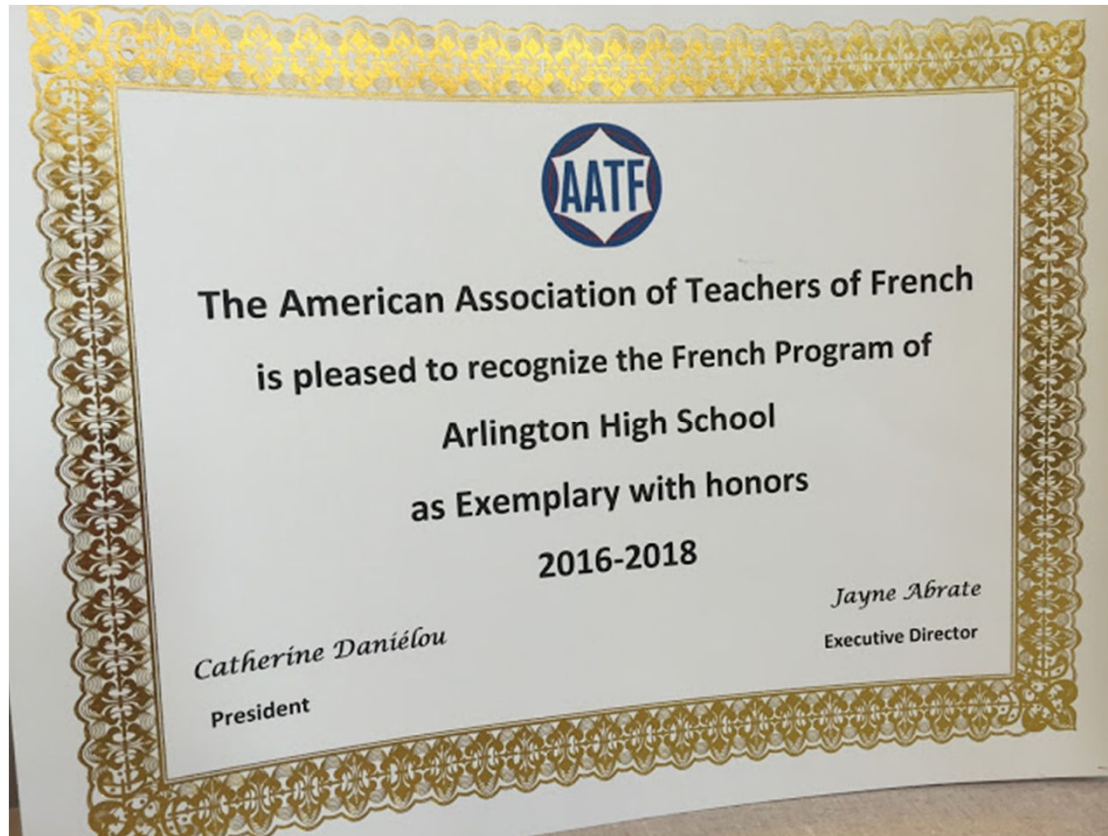 AATF
The American Association of Teachers of French
is pleased to recognize the French Program of
Arlington High School
as Exemplary with honors
2016-2018
Jayne Abrate
Executive Director
Catherine Daniélou
President